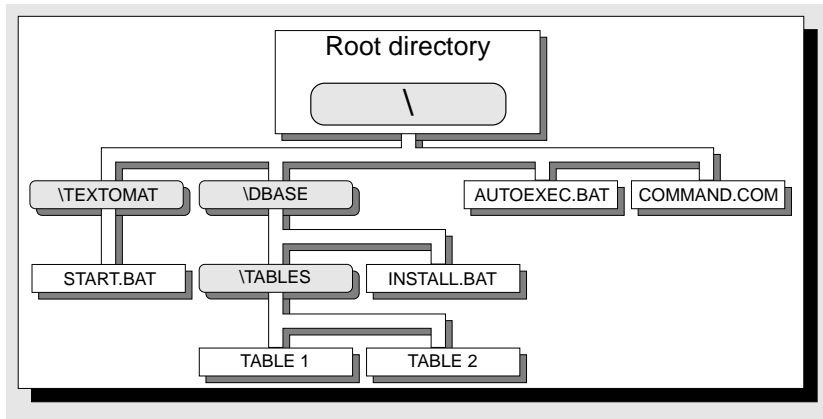 Root directory
\
\TEXTOMAT
\DBASE
AUTOEXEC.BAT
COMMAND.COM
START.BAT
\TABLES
INSTALL.BAT
TABLE 1
TABLE 2